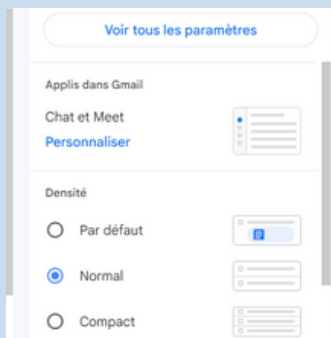 Voir tous les paramètres
Applis dans Gmail
Chat et Meet
Personnaliser
Densité
Par défaut
Normal
Compact